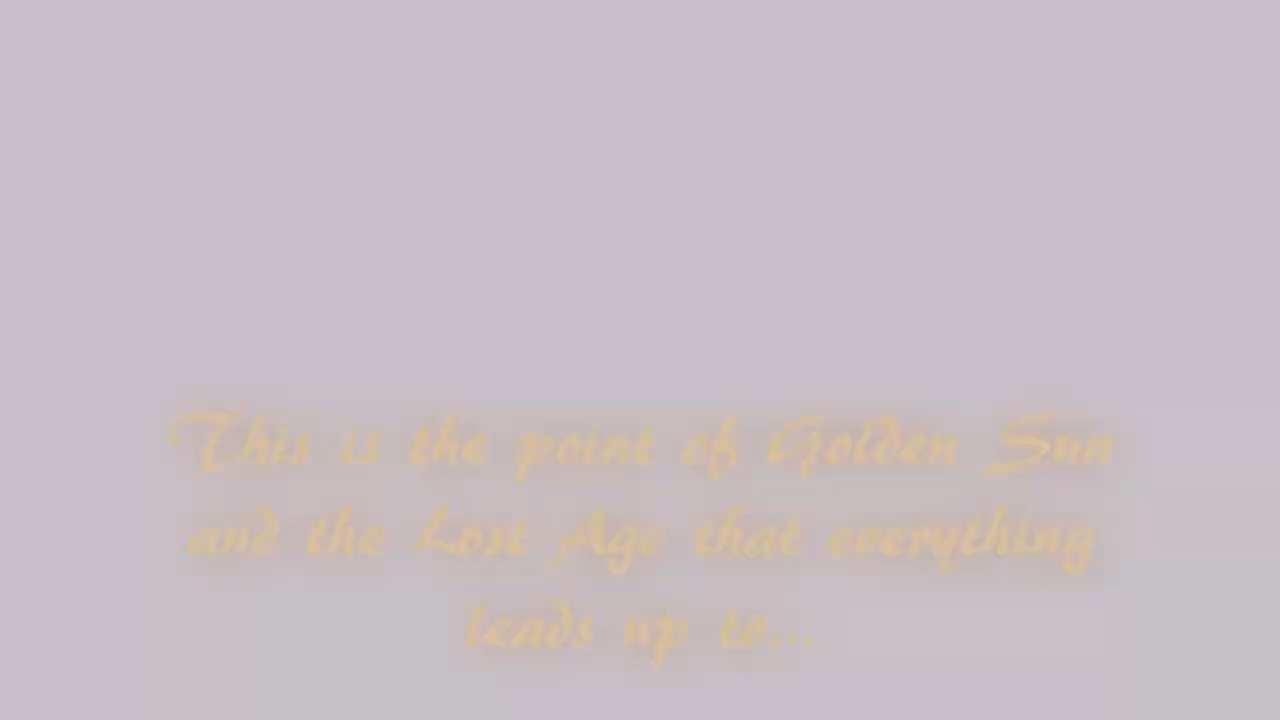 This is the point of Golden Sun
and the Lost Age that everything
leads up to...